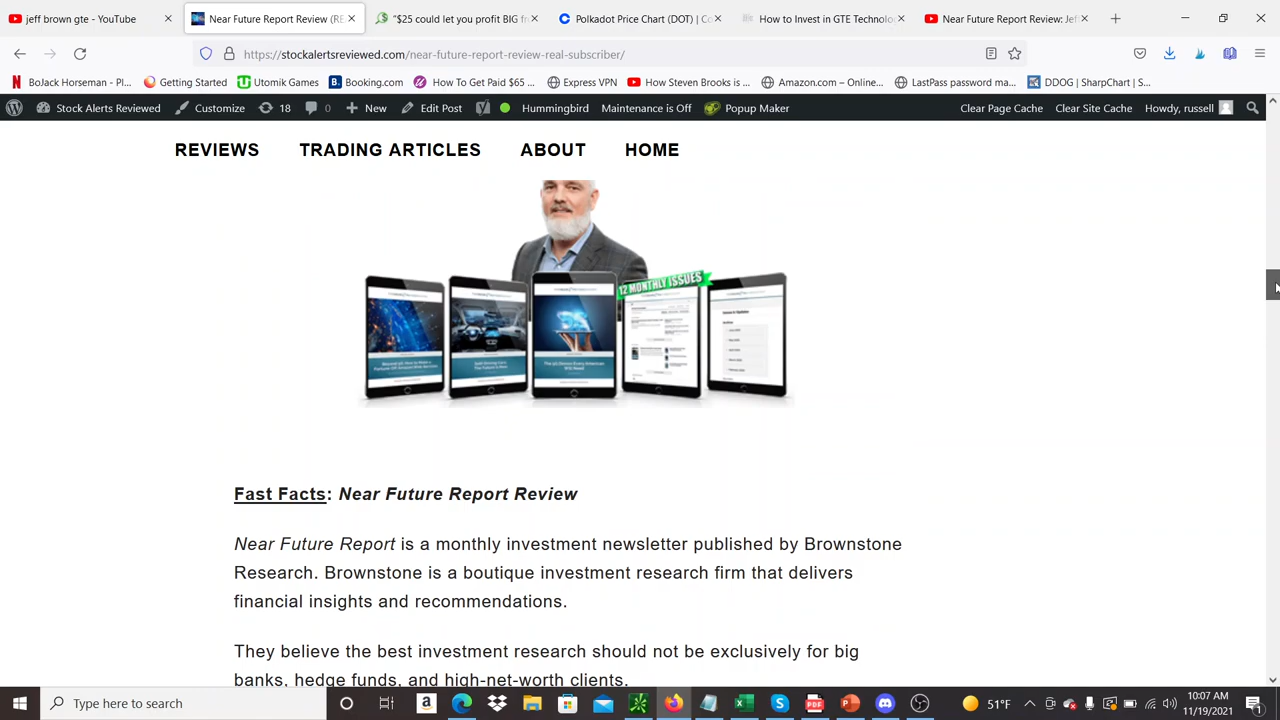 jeff brown gte - YouTube
Near Future Report Review (RE
"$25 could let you profit BIG fr
Polkadot Price Chart (DOT) | Co
How to Invest in GTE Technolo
Near Future Report Review: Jef
https://stockalertsreviewed.com/near-future-report-review-real-subscriber/
BoJack Horseman - Pl...
Getting Started
Utomik Games
Booking.com
How To Get Paid $65 ...
Express VPN
How Steven Brooks is ...
Amazon.com – Online...
LastPass password ma...
DDOG | SharpChart | S...
Stock Alerts Reviewed
Customize
18
0
New
Edit Post
Hummingbird
Maintenance is Off
Popup Maker
Clear Page Cache
Clear Site Cache
Howdy, russell
REVIEWS
TRADING ARTICLES
ABOUT
HOME
12 MONTHLY ISSUES
Fast Facts: Near Future Report Review
Near Future Report is a monthly investment newsletter published by Brownstone
Research. Brownstone is a boutique investment research firm that delivers
financial insights and recommendations.
They believe the best investment research should not be exclusively for big
banks, hedge funds, and high-net-worth clients.
Type here to search
51°F
10:07 AM
11/19/2021